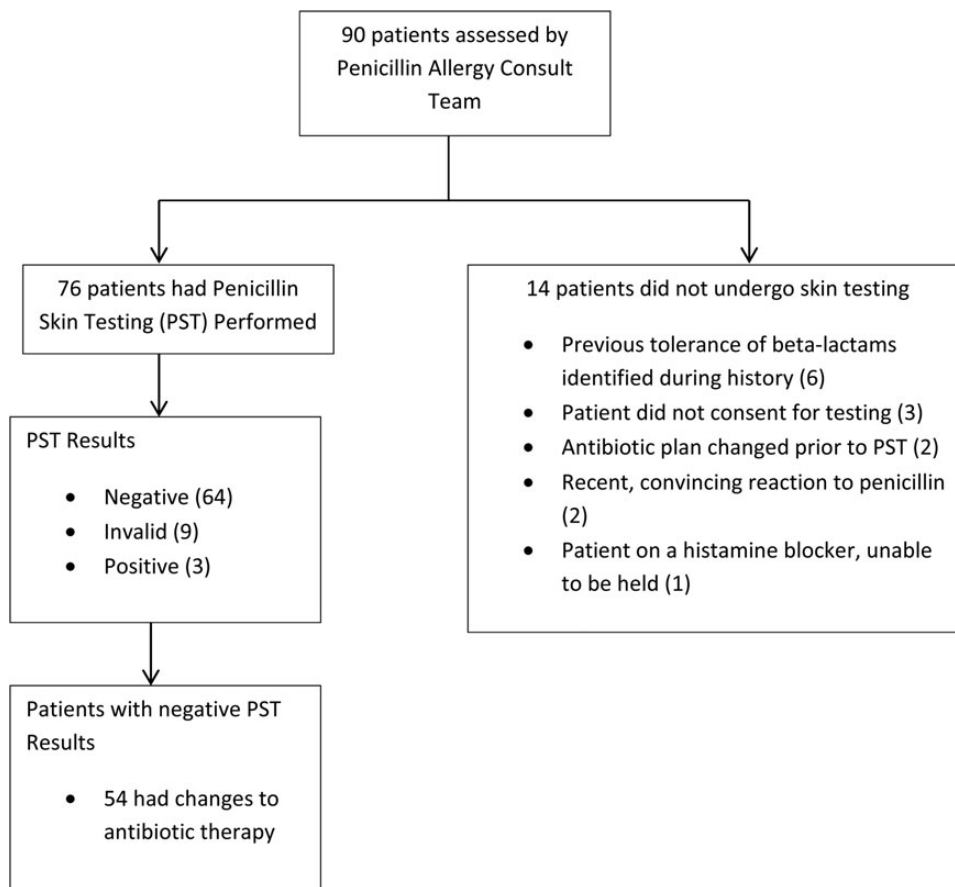 90 patients assessed by
Penicillin Allergy Consult
Team
76 patients had Penicillin
Skin Testing (PST) Performed
PST Results
• Negative (64)
• Invalid (9)
• Positive (3)
Patients with negative PST
Results
• 54 had changes to
antibiotic therapy
14 patients did not undergo skin testing
• Previous tolerance of beta-lactams
identified during history (6)
• Patient did not consent for testing (3)
• Antibiotic plan changed prior to PST (2)
• Recent, convincing reaction to penicillin
(2)
• Patient on a histamine blocker, unable
to be held (1)